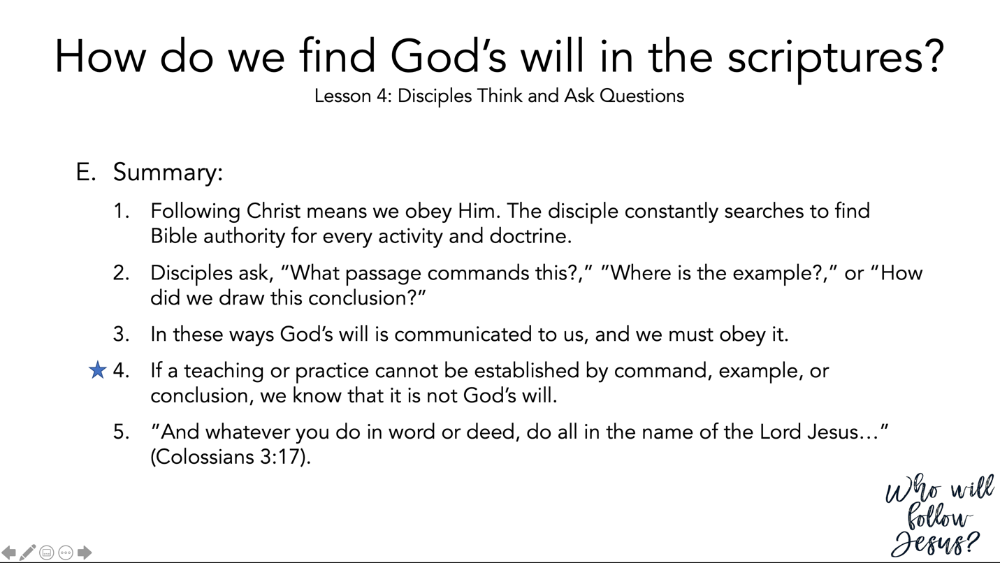 How do we find God’s will in the scriptures?
Lesson 4: Disciples Think and Ask Questions
E. Summary:
1. Following Christ means we obey Him. The disciple constantly searches to find
Bible authority for every activity and doctrine.
2. Disciples ask, “What passage commands this?,” ”Where is the example?,” or “How
did we draw this conclusion?”
3. In these ways God’s will is communicated to us, and we must obey it.
4. If a teaching or practice cannot be established by command, example, or
conclusion, we know that it is not God’s will.
5. ”And whatever you do in word or deed, do all in the name of the Lord Jesus…”
(Colossians 3:17).
Who will
follow
Jesus?